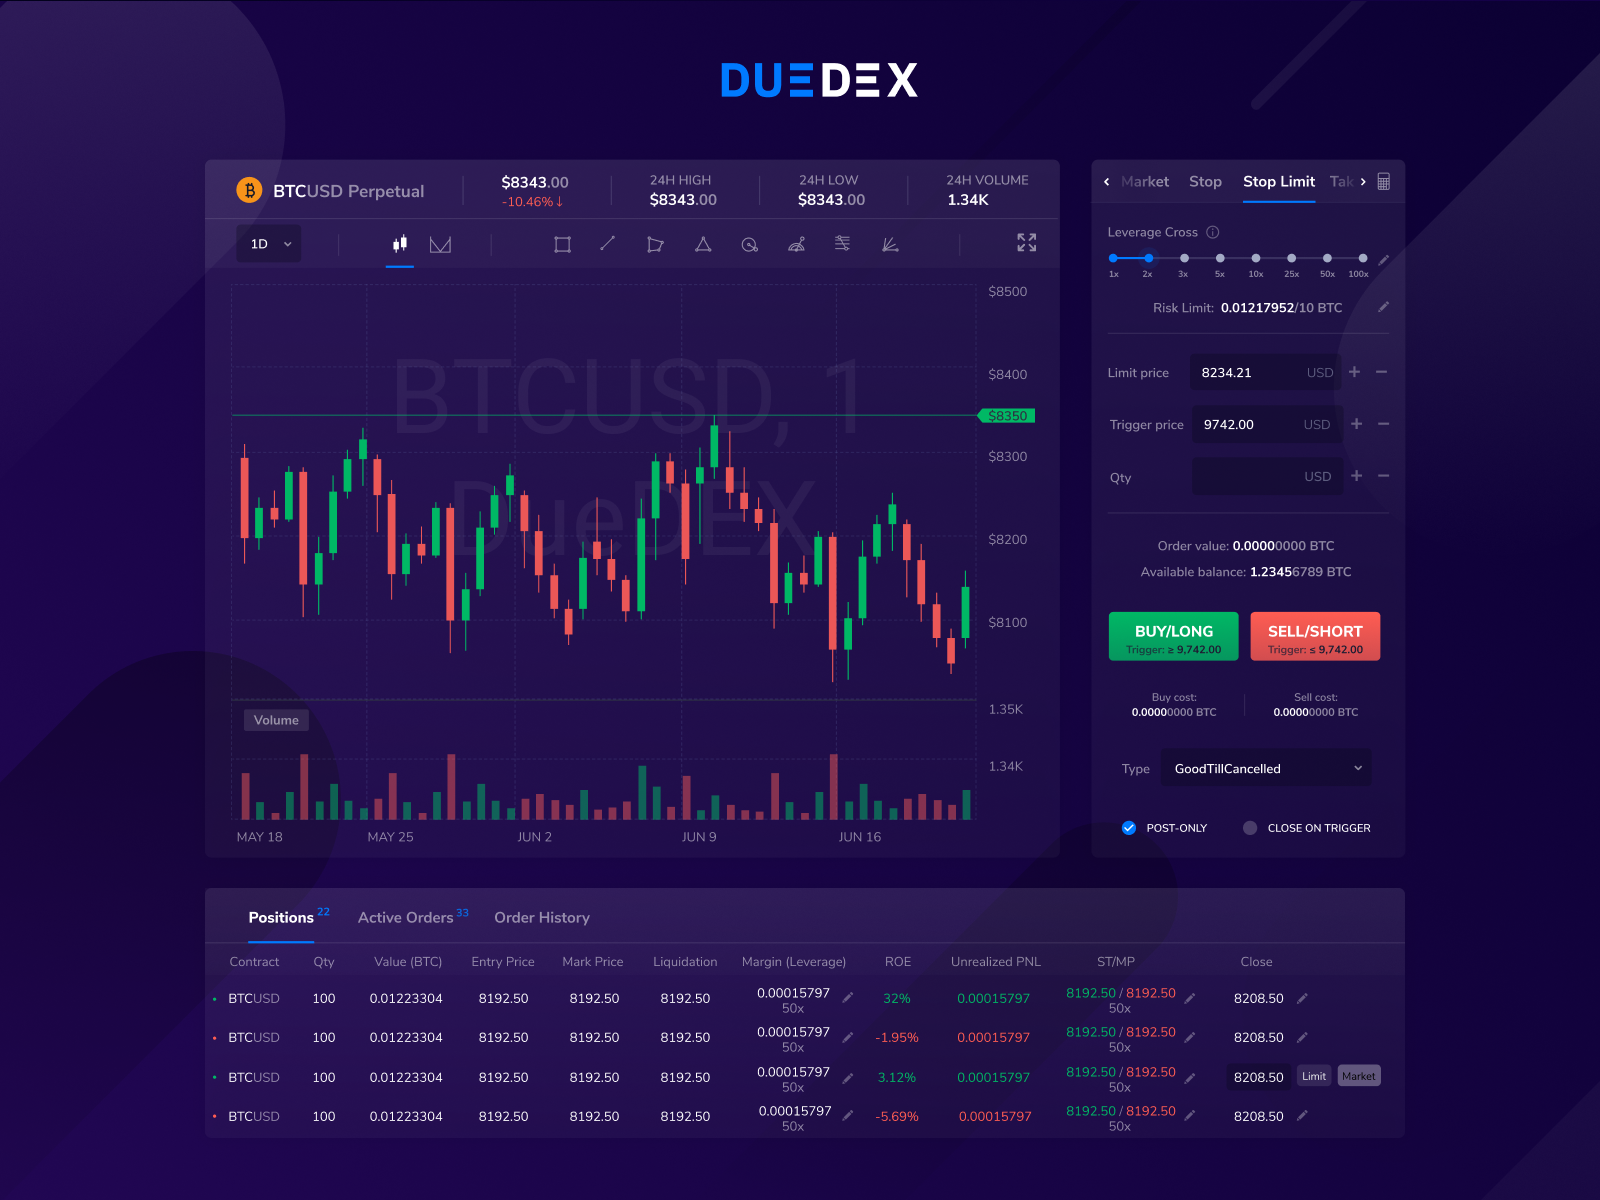 DUEDEX
BTCUSD Perpetual
$8343.00
-10.46%↓
24H HIGH
$8343.00
24H LOW
$8343.00
24H VOLUME
1.34K
1D
BTCUSD, 1
DueDEX
$8500
$8400
$8350
$8300
$8200
$8100
1.35K
Volume
1.34K
MAY 18 MAY 25 JUN 2 JUN 9 JUN 16
Market Stop Stop Limit Tak
Leverage Cross
1x 2x 3x 5x 10x 25x 50x 100x
Risk Limit: 0.01217952/10 BTC
Limit price 8234.21 USD + −
Trigger price 9742.00 USD + −
Qty USD + −
Order value: 0.00000000 BTC
Available balance: 1.23456789 BTC
BUY/LONG
Trigger: ≥ 9,742.00
SELL/SHORT
Trigger: ≤ 9,742.00
Buy cost:
0.00000000 BTC
Sell cost:
0.00000000 BTC
Type GoodTillCancelled
POST-ONLY CLOSE ON TRIGGER
Positions 22 Active Orders 33 Order History
Contract Qty Value (BTC) Entry Price Mark Price Liquidation Margin (Leverage) ROE Unrealized PNL ST/MP Close
BTCUSD 100 0.01223304 8192.50 8192.50 8192.50 0.00015797 32% 0.00015797 8192.50 / 8192.50 8208.50
50x 50x
BTCUSD 100 0.01223304 8192.50 8192.50 8192.50 0.00015797 -1.95% 0.00015797 8192.50 / 8192.50 8208.50
50x 50x
BTCUSD 100 0.01223304 8192.50 8192.50 8192.50 0.00015797 3.12% 0.00015797 8192.50 / 8192.50 8208.50 Limit Market
50x 50x
BTCUSD 100 0.01223304 8192.50 8192.50 8192.50 0.00015797 -5.69% 0.00015797 8192.50 / 8192.50 8208.50
50x 50x